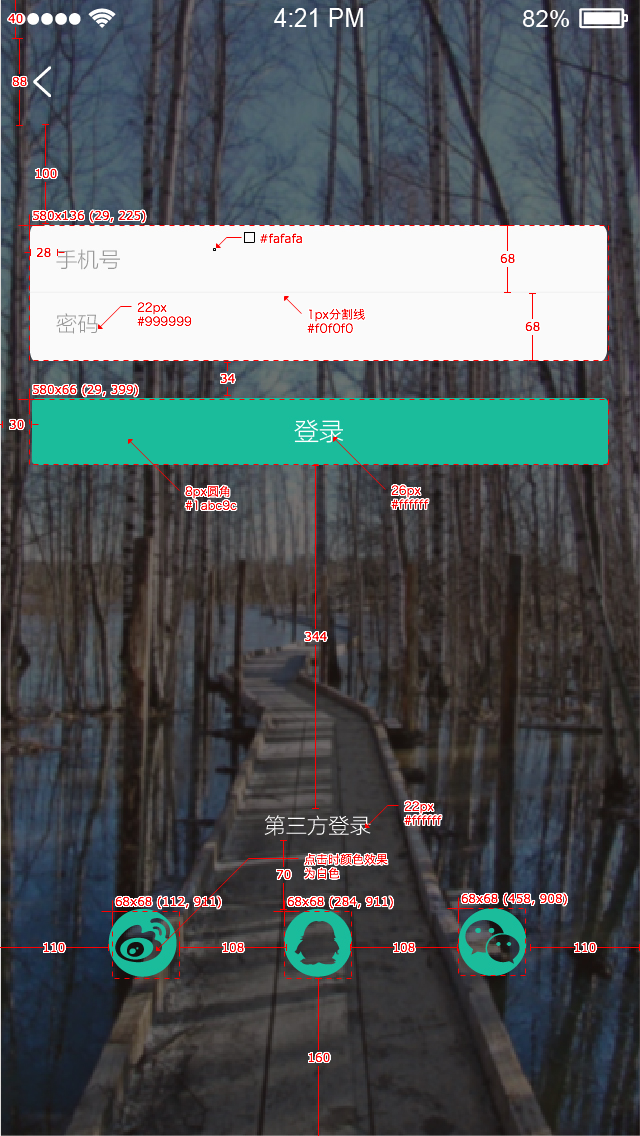 40
4:21 PM
82%
88
100
580x136 (29, 225)
#fafafa
28
手机号
68
22px
#999999
密码
1px分割线
#f0f0f0
68
34
580x66 (29, 399)
30
登录
8px圆角
#1abc9c
26px
#ffffff
344
第三方登录
22px
#ffffff
点击时颜色效果
为白色
70
68x68 (112, 911)
68x68 (284, 911)
68x68 (458, 908)
110
108
108
110
160